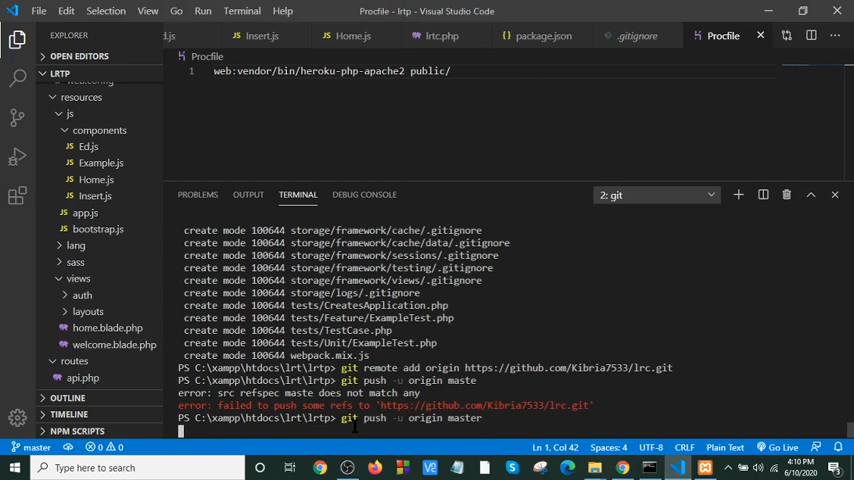 File Edit Selection View Go Run Terminal Help
Procfile - lrtp - Visual Studio Code
EXPLORER
d.js
Insert.js
Home.js
lrtc.php
package.json
.gitignore
Procfile
OPEN EDITORS
Procfile
LRTP
1 web:vendor/bin/heroku-php-apache2 public/
resources
js
components
Ed.js
Example.js
Home.js
Insert.js
app.js
bootstrap.js
lang
sass
views
auth
layouts
home.blade.php
welcome.blade.php
routes
api.php
OUTLINE
TIMELINE
NPM SCRIPTS
PROBLEMS OUTPUT TERMINAL DEBUG CONSOLE
2: git
create mode 100644 storage/framework/cache/.gitignore
create mode 100644 storage/framework/cache/data/.gitignore
create mode 100644 storage/framework/sessions/.gitignore
create mode 100644 storage/framework/testing/.gitignore
create mode 100644 storage/framework/views/.gitignore
create mode 100644 storage/logs/.gitignore
create mode 100644 tests/CreatesApplication.php
create mode 100644 tests/Feature/ExampleTest.php
create mode 100644 tests/TestCase.php
create mode 100644 tests/Unit/ExampleTest.php
create mode 100644 webpack.mix.js
PS C:\xampp\htdocs\lrt\lrtp> git remote add origin https://github.com/Kibria7533/lrc.git
PS C:\xampp\htdocs\lrt\lrtp> git push -u origin maste
error: src refspec maste does not match any
error: failed to push some refs to 'https://github.com/Kibria7533/lrc.git'
PS C:\xampp\htdocs\lrt\lrtp> git push -u origin master
master
0 0
Ln 1, Col 42 Spaces: 4 UTF-8 CRLF Plain Text Go Live
Type here to search
4:10 PM
6/10/2020